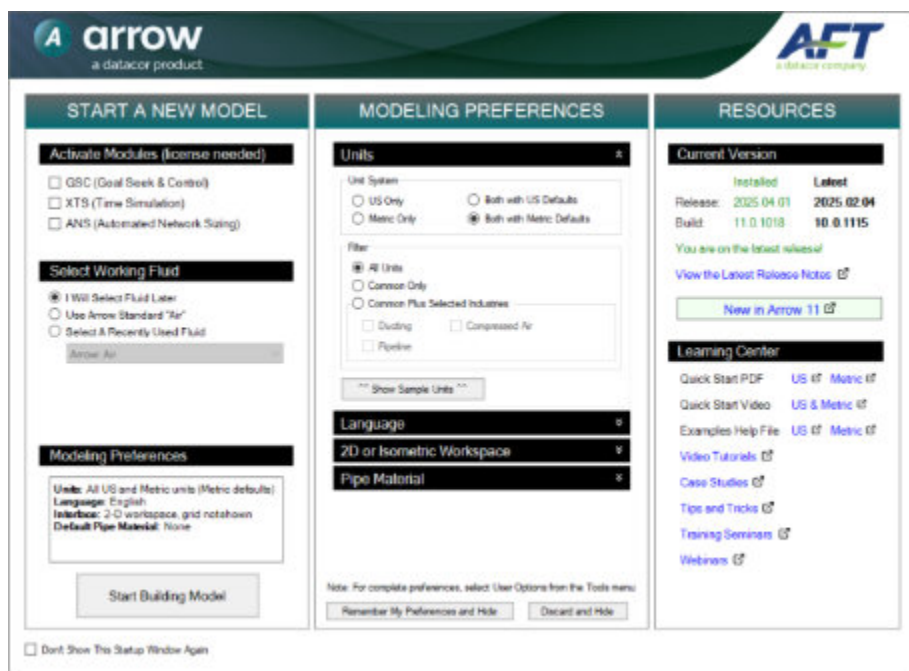 A arrow
a datacor product
AFT
a datacor company
START A NEW MODEL
Activate Modules (license needed)
GSC (Goal Seek & Control)
XTS (Time Simulation)
ANS (Automated Network Sizing)
Select Working Fluid
I Will Select Fluid Later
Use Arrow Standard "Air"
Select A Recently Used Fluid
Arrow Air
Modeling Preferences
Units: All US and Metric units (Metric defaults)
Language: English
Interface: 2-D workspace, grid not shown
Default Pipe Material: None
Start Building Model
Don't Show This Startup Window Again
MODELING PREFERENCES
Units
Unit System
US Only
Both with US Defaults
Metric Only
Both with Metric Defaults
Filter
All Units
Common Only
Common Plus Selected Industries
Ducting
Compressed Air
Pipeline
^^ Show Sample Units ^^
Language
2D or Isometric Workspace
Pipe Material
Note: For complete preferences, select User Options from the Tools menu
Remember My Preferences and Hide
Discard and Hide
RESOURCES
Current Version
Installed Latest
Release: 2025.04.01 2025.02.04
Build: 11.0.1018 10.0.1115
You are on the latest release!
View the Latest Release Notes
New in Arrow 11
Learning Center
Quick Start PDF US Metric
Quick Start Video US & Metric
Examples Help File US Metric
Video Tutorials
Case Studies
Tips and Tricks
Training Seminars
Webinars